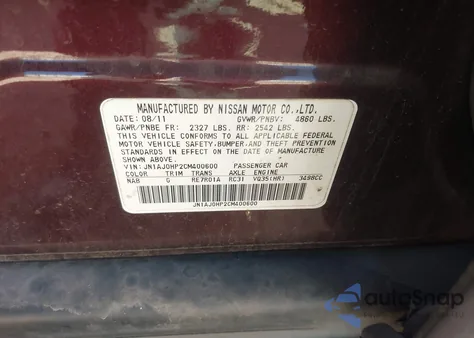 MANUFACTURED BY NISSAN MOTOR CO.,LTD.
DATE: 08/11 GVWR/PNBV: 4860 LBS.
GAWR/PNBE FR: 2327 LBS. RR: 2542 LBS.
THIS VEHICLE CONFORMS TO ALL APPLICABLE FEDERAL
MOTOR VEHICLE SAFETY,BUMPER,AND THEFT PREVENTION
STANDARDS IN EFFECT ON THE DATE OF MANUFACTURE
SHOWN ABOVE.
VIN: JN1AJ0HP2CM400600 PASSENGER CAR
COLOR TRIM TRANS AXLE ENGINE
NAB G RE7R01A RC31 VQ35(HR) 3498CC
JN1AJ0HP2CM400600
AutoSnap